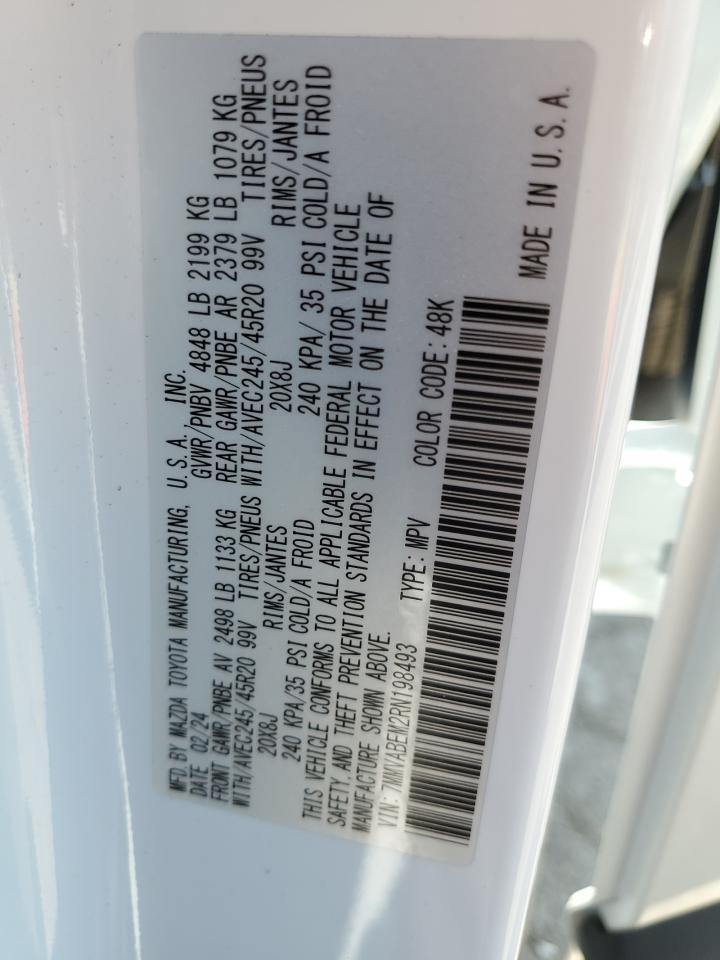 MFD. BY MAZDA TOYOTA MANUFACTURING, U.S.A., INC.
DATE 02/24 GVWR/PNBV 4848 LB 2199 KG
FRONT GAWR/PNBE AV 2498 LB 1133 KG REAR GAWR/PNBE AR 2379 LB 1079 KG
WITH/AVEC245/45R20 99V TIRES/PNEUS WITH/AVEC245/45R20 99V TIRES/PNEUS
20X8J RIMS/JANTES 20X8J RIMS/JANTES
240 KPA/35 PSI COLD/A FROID 240 KPA/ 35 PSI COLD/A FROID
THIS VEHICLE CONFORMS TO ALL APPLICABLE FEDERAL MOTOR VEHICLE
SAFETY, AND THEFT PREVENTION STANDARDS IN EFFECT ON THE DATE OF
MANUFACTURE SHOWN ABOVE.
VIN: 7MMVABEM2RN198493 TYPE: MPV COLOR CODE: 48K
MADE IN U.S.A.